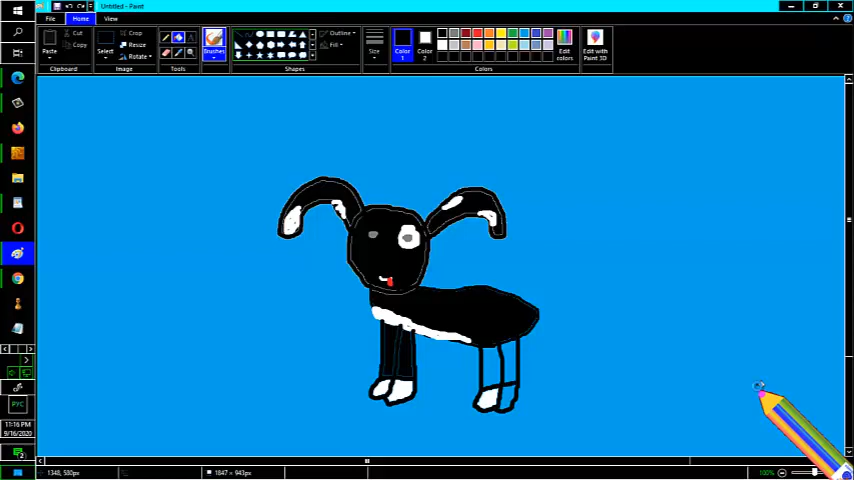 Untitled - Paint
File Home View
Paste
Cut
Copy
Clipboard
Select
Crop
Resize
Rotate
Image
Tools
Brushes
Shapes
Outline
Fill
Size
Color 1
Color 2
Colors
Edit colors
Edit with Paint 3D
РУС
11:16 PM
9/16/2020
1348, 580px
1847 × 943px
100%